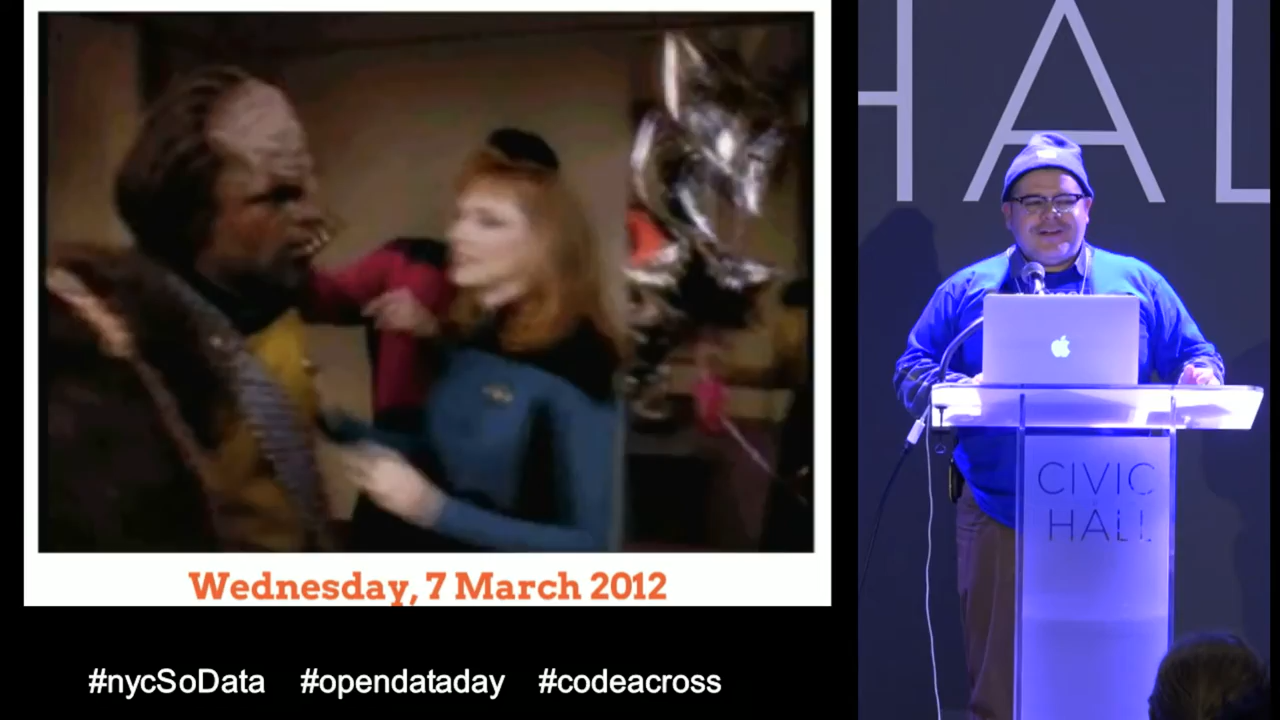 HAL
Wednesday, 7 March 2012
#nycSoData #opendataday #codeacross
CIVIC
HALL